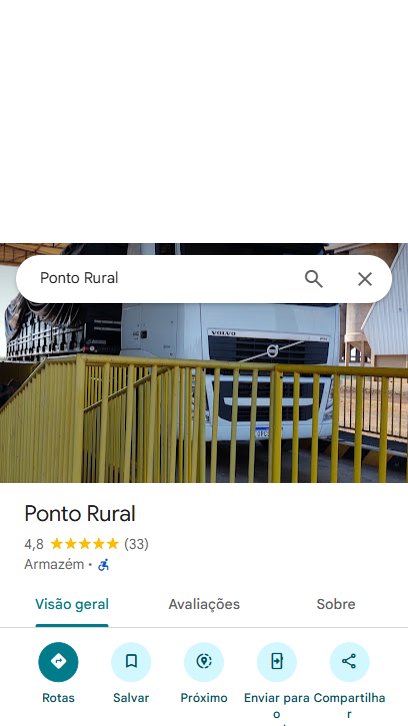 Ponto Rural
VOLVO
Ponto Rural
4,8 (33)
Armazém •
Visão geral Avaliações Sobre
Rotas Salvar Próximo Enviar para o Compartilhar